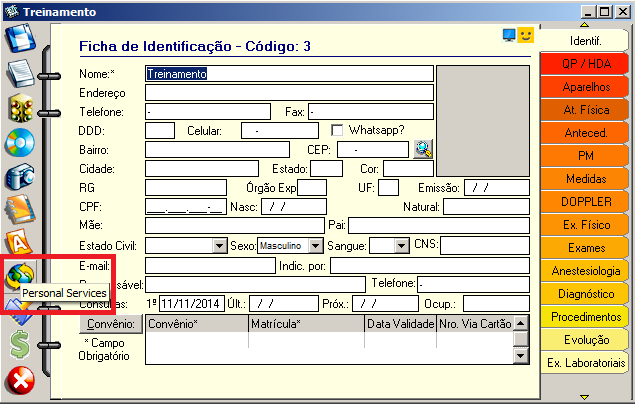 Treinamento
Ficha de Identificação - Código: 3
Nome:* Treinamento
Endereço
Telefone: - Fax: -
DDD: Celular: - Whatsapp?
Bairro: CEP: -
Cidade: Estado: Cor:
RG Órgão Exp UF: Emissão: / /
CPF: ___.___.___-__ Nasc: / / Natural:
Mãe: Pai:
Estado Civil: Sexo: Masculino Sangue: CNS:
E-mail: Indic. por:
Personal Services
sável: Telefone: -
Consultas: 1ª 11/11/2014 Últ.: / / Próx.: / / Ocup.:
Convênio: Convênio* Matrícula* Data Validade Nro. Via Cartão
* Campo
Obrigatório
Identif.
QP / HDA
Aparelhos
At. Física
Anteced.
PM
Medidas
DOPPLER
Ex. Físico
Exames
Anestesiologia
Diagnóstico
Procedimentos
Evolução
Ex. Laboratoriais